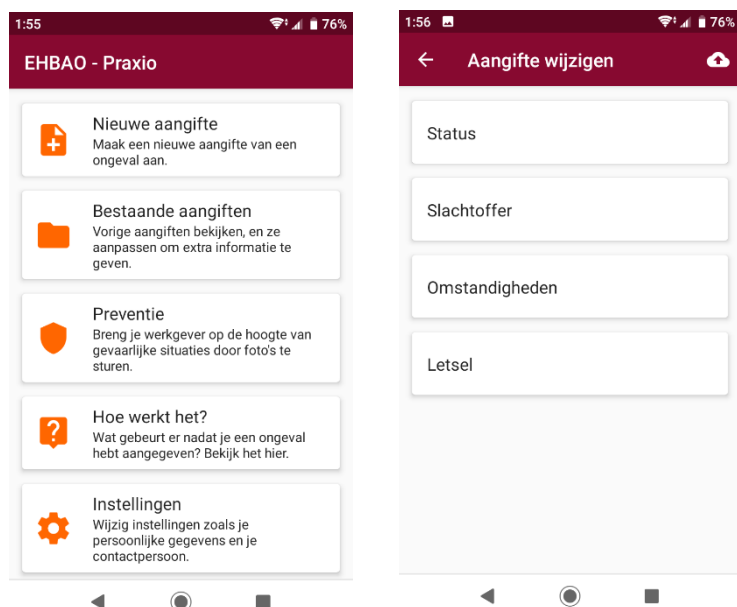 1:55
76%
EHBAO - Praxio
Nieuwe aangifte
Maak een nieuwe aangifte van een
ongeval aan.
Bestaande aangiften
Vorige aangiften bekijken, en ze
aanpassen om extra informatie te
geven.
Preventie
Breng je werkgever op de hoogte van
gevaarlijke situaties door foto's te
sturen.
Hoe werkt het?
Wat gebeurt er nadat je een ongeval
hebt aangegeven? Bekijk het hier.
Instellingen
Wijzig instellingen zoals je
persoonlijke gegevens en je
contactpersoon.
1:56
76%
Aangifte wijzigen
Status
Slachtoffer
Omstandigheden
Letsel